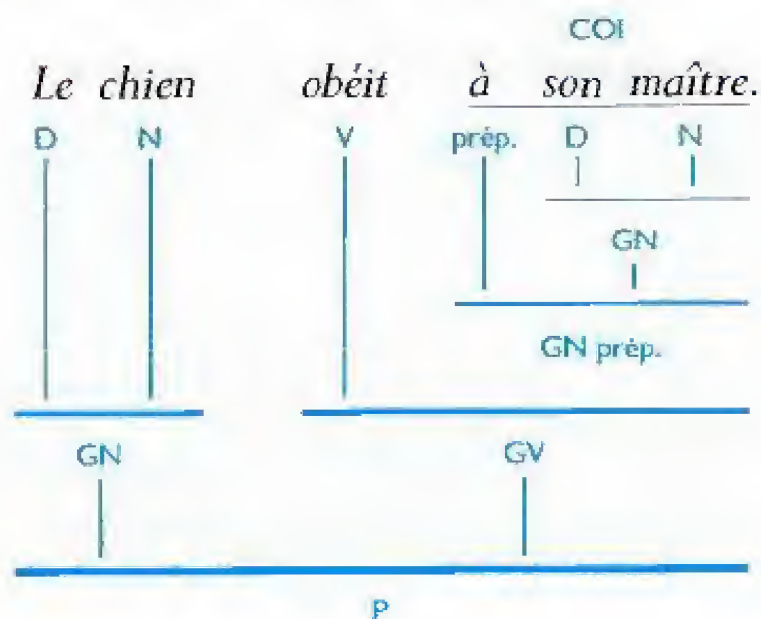 COI
Le chien obéit à son maître.
D N V prép. D N
GN
GN prép.
GN GV
P